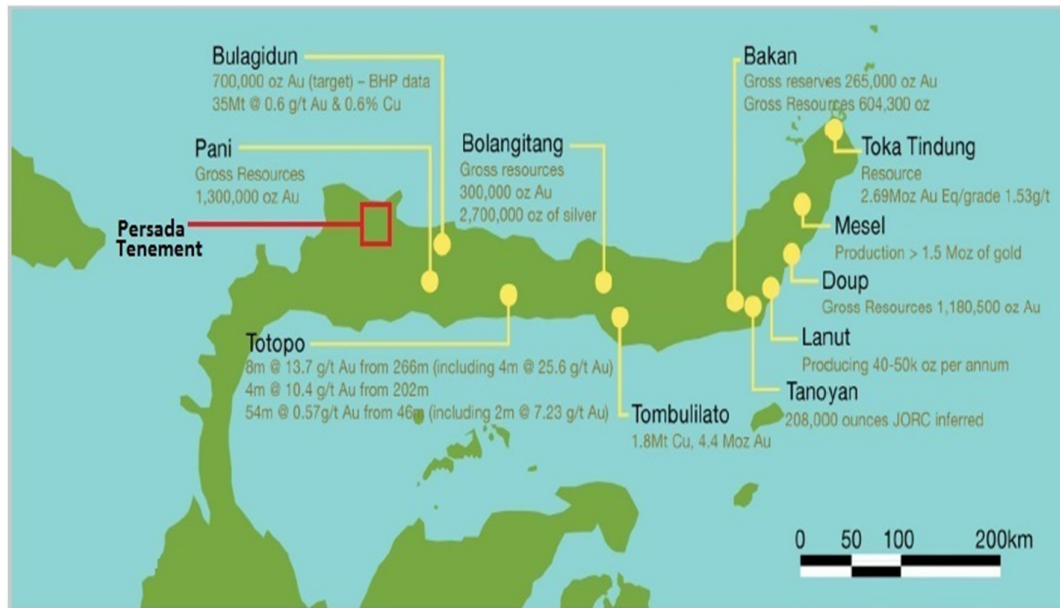 Bulagidun
700,000 oz Au (target) – BHP data
35Mt @ 0.6 g/t Au & 0.6% Cu
Pani
Gross Resources
1,300,000 oz Au
Persada
Tenement
Bolangitang
Gross resources
300,000 oz Au
2,700,000 oz of silver
Bakan
Gross reserves 265,000 oz Au
Gross Resources 604,300 oz
Toka Tindung
Resource
2.69Moz Au Eq/grade 1.53g/t
Mesel
Production > 1.5 Moz of gold
Doup
Gross Resources 1,180,500 oz Au
Lanut
Producing 40-50k oz per annum
Tanoyan
208,000 ounces JORC inferred
Totopo
8m @ 13.7 g/t Au from 266m (including 4m @ 25.6 g/t Au)
4m @ 10.4 g/t Au from 202m
54m @ 0.57g/t Au from 46m (including 2m @ 7.23 g/t Au)
Tombulilato
1.8Mt Cu, 4.4 Moz Au
0 50 100 200km